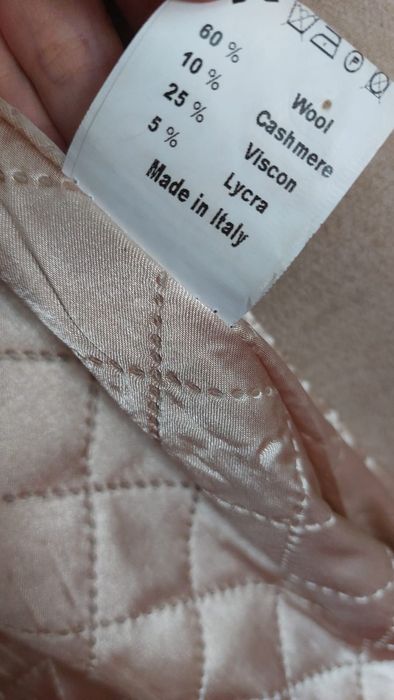 60 % Wool
10 % Cashmere
25 % Viscon
5 % Lycra
Made in Italy